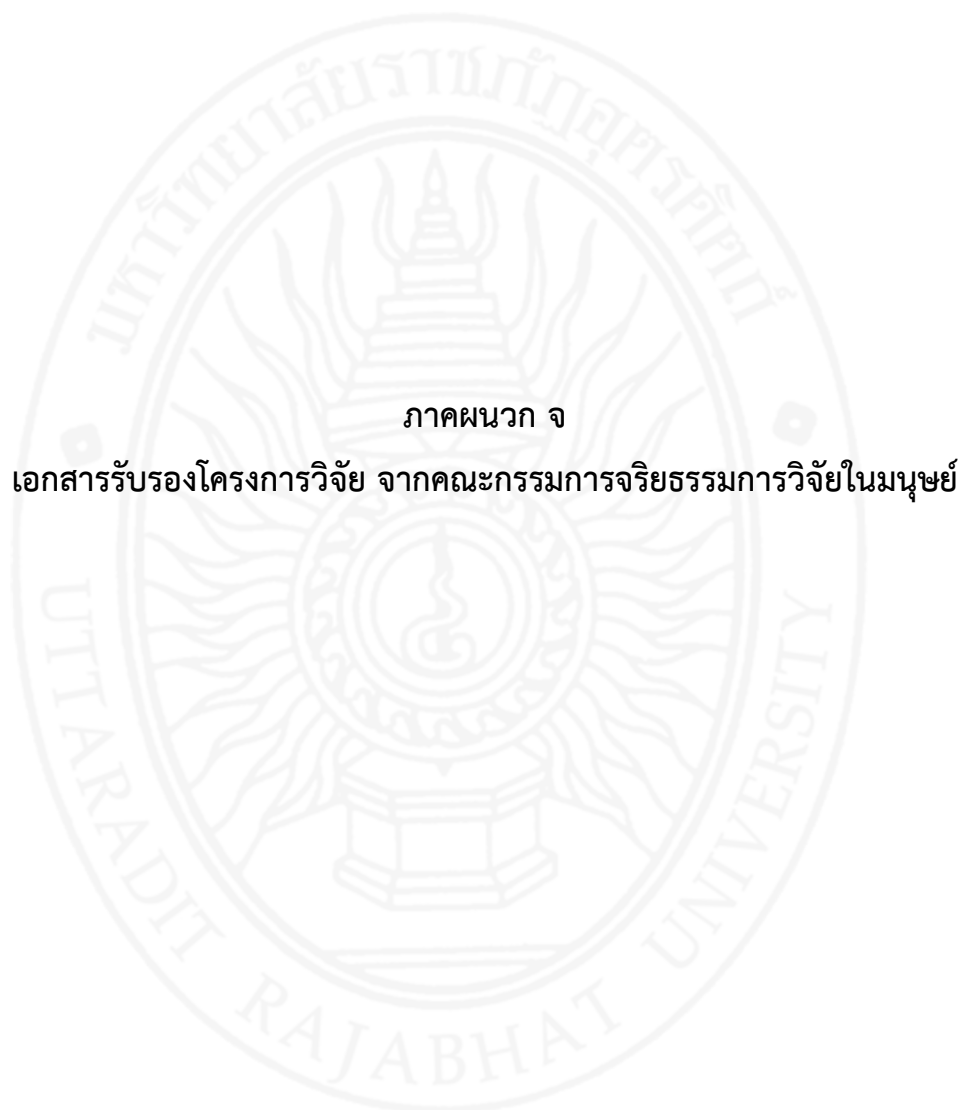 มหาวิทยาลัยราชภัฏอุตรดิตถ์
ภาคผนวก จ
เอกสารรับรองโครงการวิจัย จากคณะกรรมการจริยธรรมการวิจัยในมนุษย์
UTTARADIT RAJABHAT UNIVERSITY